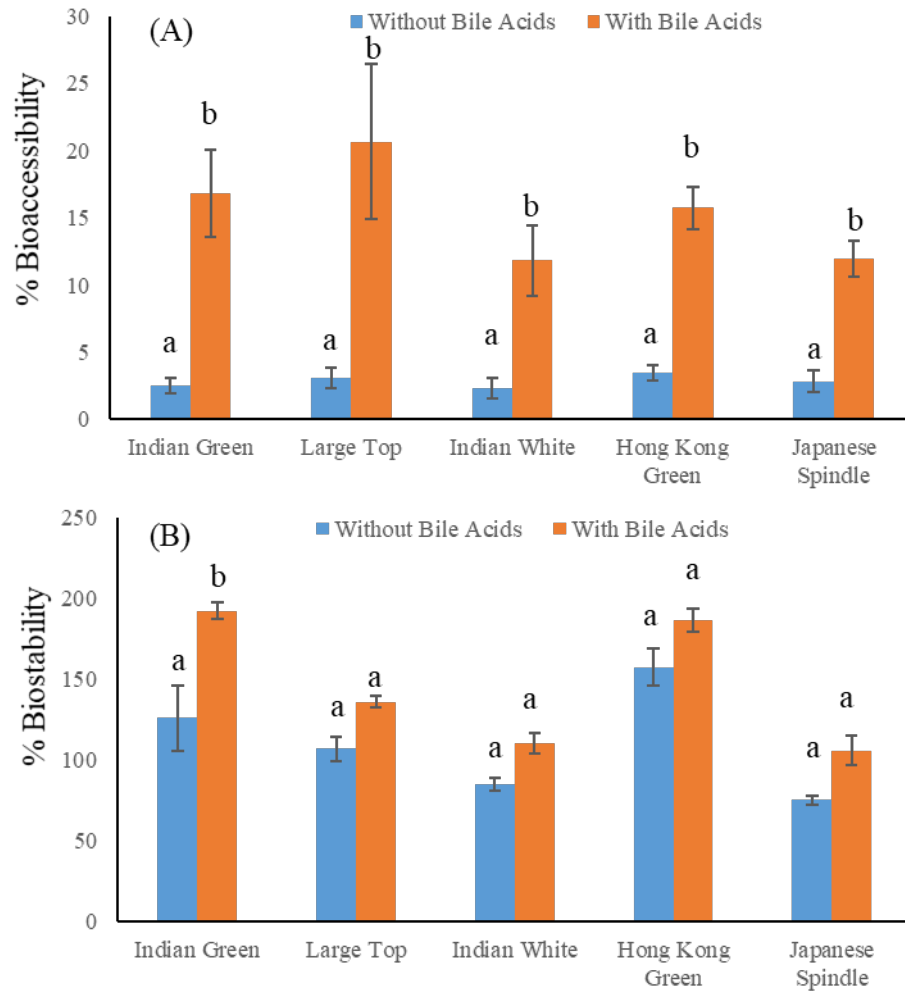 (A)
Without Bile Acids With Bile Acids
% Bioaccessibility
30
25
20
15
10
5
0
a b a b a b a b a b
Indian Green Large Top Indian White Hong Kong Green Japanese Spindle
(B)
Without Bile Acids With Bile Acids
% Biostability
250
200
150
100
50
0
a b a a a a a a a a
Indian Green Large Top Indian White Hong Kong Green Japanese Spindle